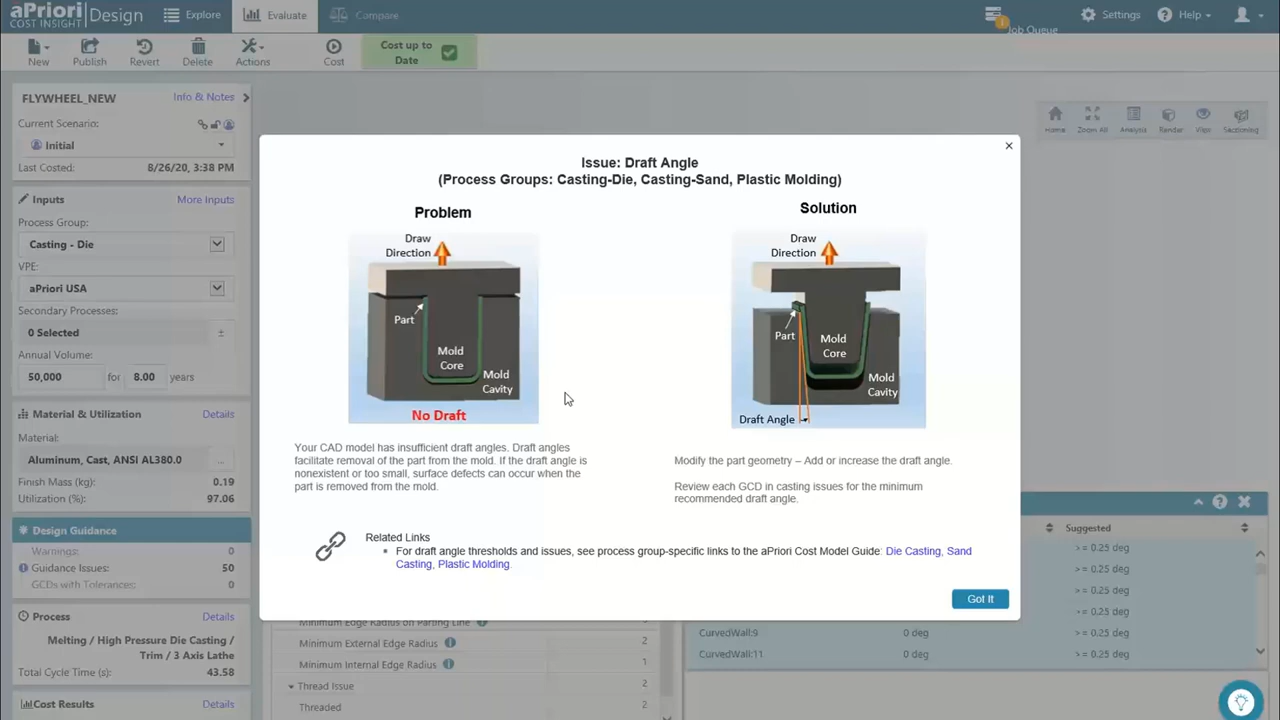 aPriori Design
COST INSIGHT
Explore
Evaluate
Compare
Job Queue
Settings
Help
New
Publish
Revert
Delete
Actions
Cost
Cost up to
Date
FLYWHEEL_NEW
Info & Notes
Current Scenario:
Initial
Last Costed: 8/26/20, 3:38 PM
Inputs More Inputs
Process Group:
Casting - Die
VPE:
aPriori USA
Secondary Processes:
0 Selected
Annual Volume:
50,000 for 8.00 years
Material & Utilization Details
Material:
Aluminum, Cast, ANSI AL380.0 ...
Finish Mass (kg): 0.19
Utilization (%): 97.06
Design Guidance
Warnings: 0
Guidance Issues: 50
GCDs with Tolerances: 0
Process Details
Melting / High Pressure Die Casting /
Trim / 3 Axis Lathe
Total Cycle Time (s): 43.58
Cost Results Details
Home
Zoom All
Analysis
Render
View
Sectioning
Issue: Draft Angle
(Process Groups: Casting-Die, Casting-Sand, Plastic Molding)
Problem
Draw
Direction
Part
Mold
Core
Mold
Cavity
No Draft
Your CAD model has insufficient draft angles. Draft angles
facilitate removal of the part from the mold. If the draft angle is
nonexistent or too small, surface defects can occur when the
part is removed from the mold.
Solution
Draw
Direction
Part
Mold
Core
Mold
Cavity
Draft Angle
Modify the part geometry – Add or increase the draft angle.
Review each GCD in casting issues for the minimum
recommended draft angle.
Related Links
For draft angle thresholds and issues, see process group-specific links to the aPriori Cost Model Guide: Die Casting, Sand
Casting, Plastic Molding.
Got It
Minimum Edge Radius on Parting Line
Minimum External Edge Radius 2
Minimum Internal Edge Radius 1
Thread Issue 2
Threaded 2
Suggested
>= 0.25 deg
>= 0.25 deg
>= 0.25 deg
>= 0.25 deg
CurvedWall:9 0 deg >= 0.25 deg
CurvedWall:11 0 deg >= 0.25 deg